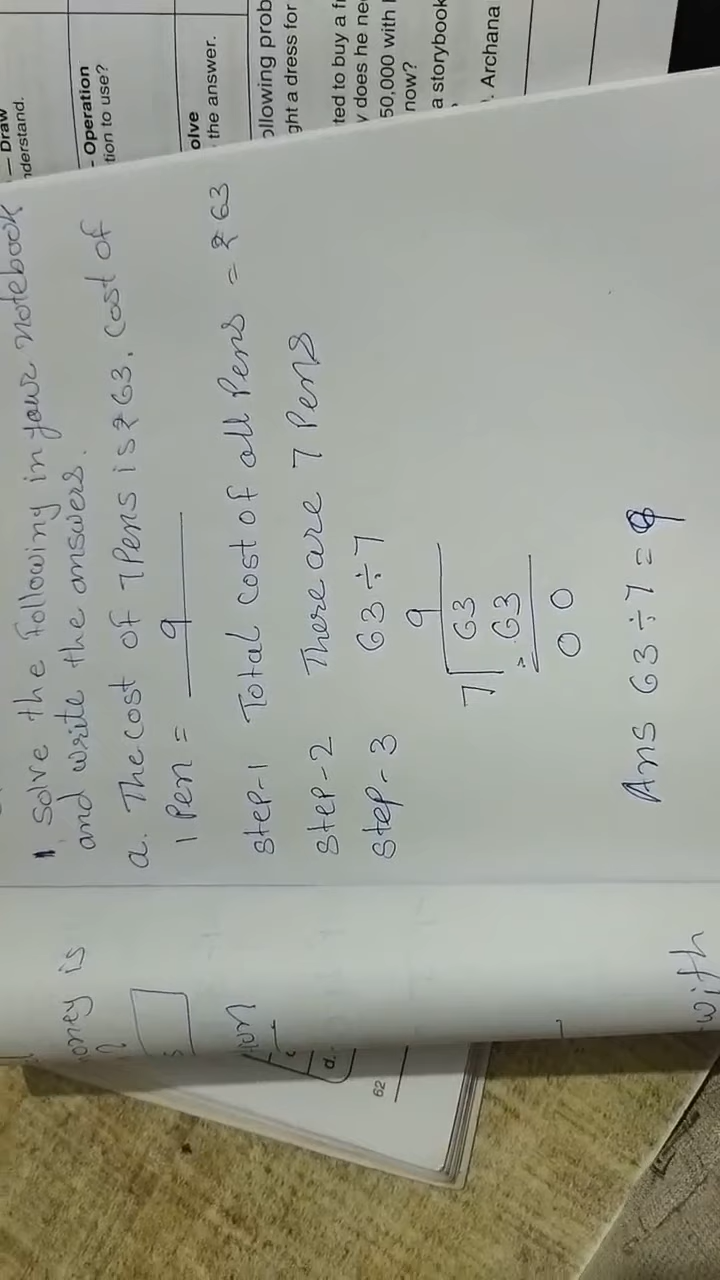 1. Solve the following in your notebook
and write the answers.
a. The cost of 7 Pens is ₹ 63. Cost of
1 Pen = 9
Step-1 Total cost of all Pens = ₹ 63
Step-2 There are 7 Pens
Step-3 63 ÷ 7
9
7 63
- 63
0 0
Ans 63 ÷ 7 = 9
oney is
?
with
62
d.
— Draw
nderstand.
- Operation
tion to use?
olve
the answer.
ollowing prob
ght a dress for
ted to buy a f
y does he ne
50,000 with
now?
a storybook
. Archana